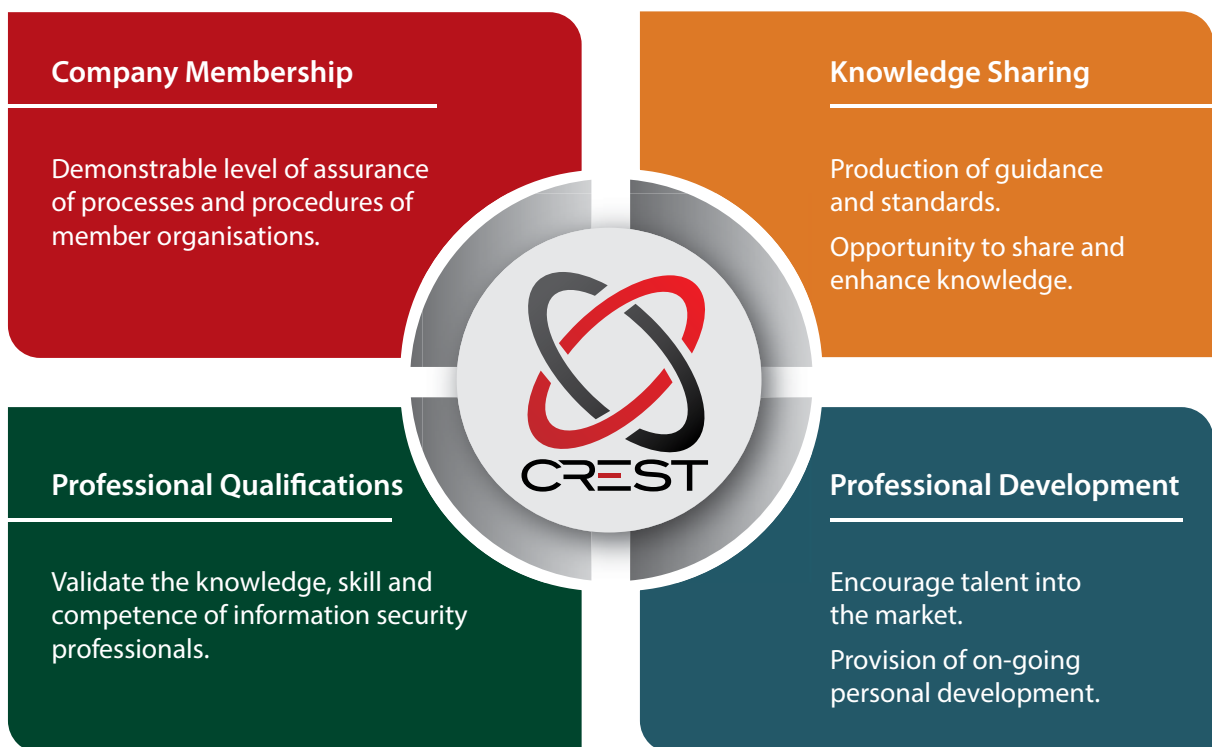 Company Membership
Demonstrable level of assurance
of processes and procedures of
member organisations.
Knowledge Sharing
Production of guidance
and standards.
Opportunity to share and
enhance knowledge.
CREST
Professional Qualifications
Validate the knowledge, skill and
competence of information security
professionals.
Professional Development
Encourage talent into
the market.
Provision of on-going
personal development.